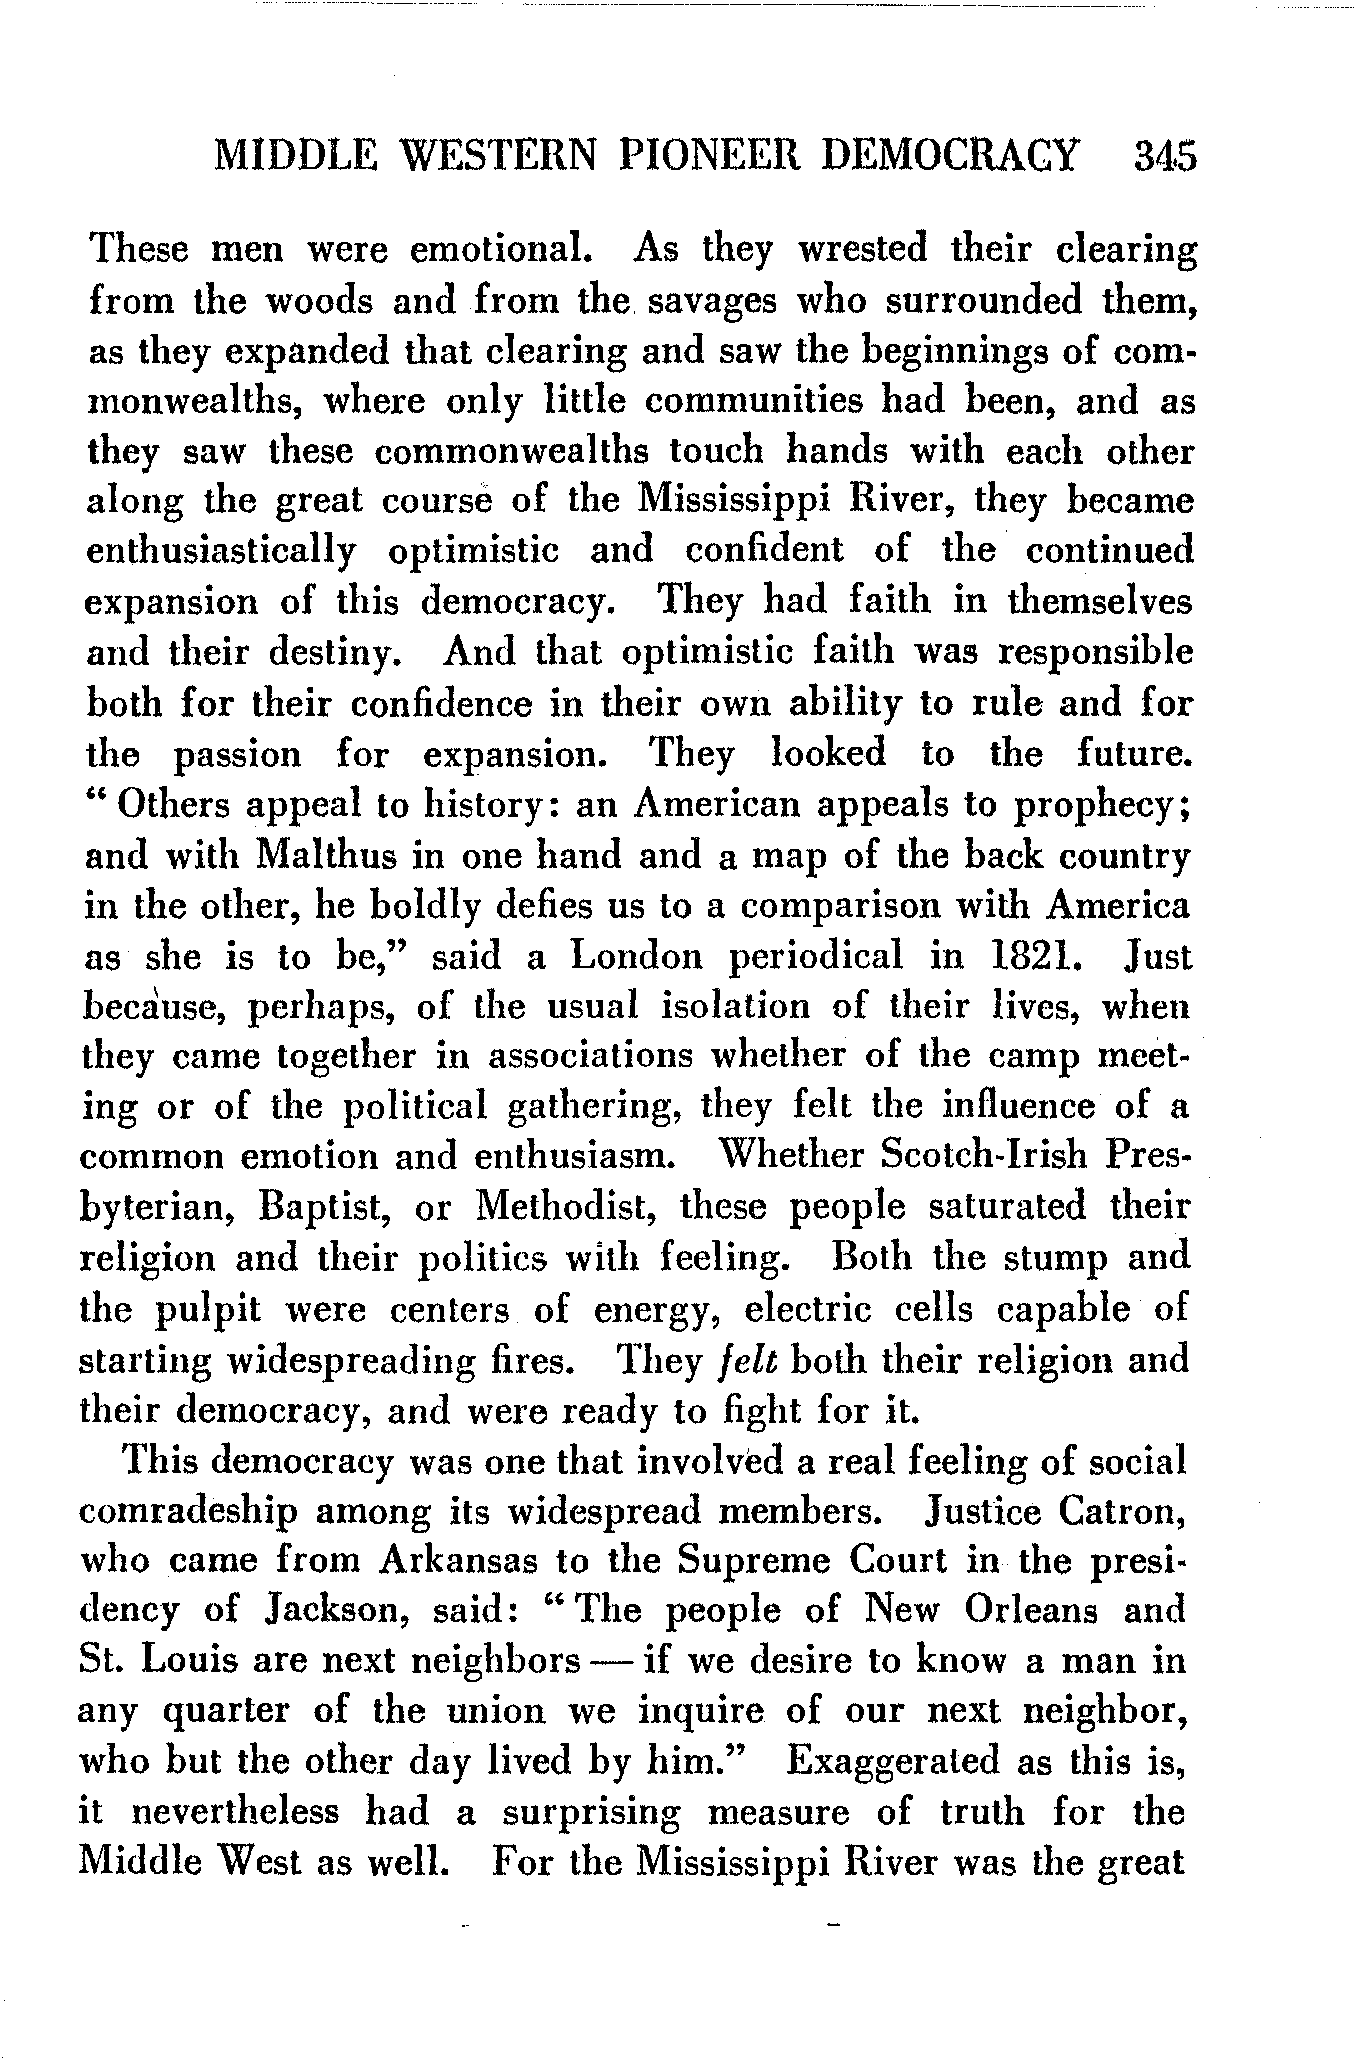 MIDDLE WESTERN PIONEER DEMOCRACY 345
These men were emotional. As they wrested their clearing
from the woods and from the savages who surrounded them,
as they expanded that clearing and saw the beginnings of com-
monwealths, where only little communities had been, and as
they saw these commonwealths touch hands with each other
along the great course of the Mississippi River, they became
enthusiastically optimistic and confident of the continued
expansion of this democracy. They had faith in themselves
and their destiny. And that optimistic faith was responsible
both for their confidence in their own ability to rule and for
the passion for expansion. They looked to the future.
“ Others appeal to history: an American appeals to prophecy;
and with Malthus in one hand and a map of the back country
in the other, he boldly defies us to a comparison with America
as she is to be,” said a London periodical in 1821. Just
because, perhaps, of the usual isolation of their lives, when
they came together in associations whether of the camp meet-
ing or of the political gathering, they felt the influence of a
common emotion and enthusiasm. Whether Scotch-Irish Pres-
byterian, Baptist, or Methodist, these people saturated their
religion and their politics with feeling. Both the stump and
the pulpit were centers of energy, electric cells capable of
starting widespreading fires. They felt both their religion and
their democracy, and were ready to fight for it.
This democracy was one that involved a real feeling of social
comradeship among its widespread members. Justice Catron,
who came from Arkansas to the Supreme Court in the presi-
dency of Jackson, said: “ The people of New Orleans and
St. Louis are next neighbors — if we desire to know a man in
any quarter of the union we inquire of our next neighbor,
who but the other day lived by him.” Exaggerated as this is,
it nevertheless had a surprising measure of truth for the
Middle West as well. For the Mississippi River was the great